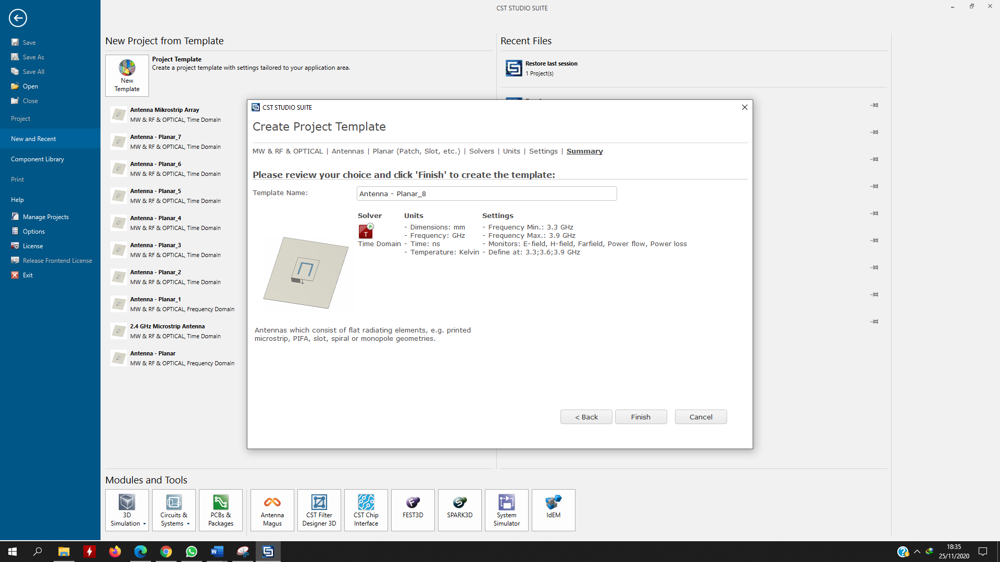 CST STUDIO SUITE
Save
Save As
Save All
Open
Close
Project
New and Recent
Component Library
Print
Help
Manage Projects
Options
License
Release Frontend License
Exit
New Project from Template
New
Template
Project Template
Create a project template with settings tailored to your application area.
Antenna Mikrostrip Array
MW & RF & OPTICAL, Time Domain
Antenna - Planar_7
MW & RF & OPTICAL, Time Domain
Antenna - Planar_6
MW & RF & OPTICAL, Time Domain
Antenna - Planar_5
MW & RF & OPTICAL, Time Domain
Antenna - Planar_4
MW & RF & OPTICAL, Time Domain
Antenna - Planar_3
MW & RF & OPTICAL, Time Domain
Antenna - Planar_2
MW & RF & OPTICAL, Time Domain
Antenna - Planar_1
MW & RF & OPTICAL, Frequency Domain
2.4 GHz Microstrip Antenna
MW & RF & OPTICAL, Time Domain
Antenna - Planar
MW & RF & OPTICAL, Frequency Domain
Recent Files
Restore last session
1 Project(s)
CST STUDIO SUITE
Create Project Template
MW & RF & OPTICAL | Antennas | Planar (Patch, Slot, etc.) | Solvers | Units | Settings | Summary
Please review your choice and click 'Finish' to create the template:
Template Name: Antenna - Planar_8
Solver Units Settings
T
- Dimensions: mm - Frequency Min.: 3.3 GHz
- Frequency: GHz - Frequency Max.: 3.9 GHz
Time Domain - Time: ns - Monitors: E-field, H-field, Farfield, Power flow, Power loss
- Temperature: Kelvin - Define at: 3.3;3.6;3.9 GHz
Antennas which consist of flat radiating elements, e.g. printed
microstrip, PIFA, slot, spiral or monopole geometries.
< Back Finish Cancel
Modules and Tools
3D
Simulation
Circuits &
Systems
PCBs &
Packages
Antenna
Magus
CST Filter
Designer 3D
CST Chip
Interface
FEST3D
SPARK3D
System
Simulator
IdEM
18:35
25/11/2020